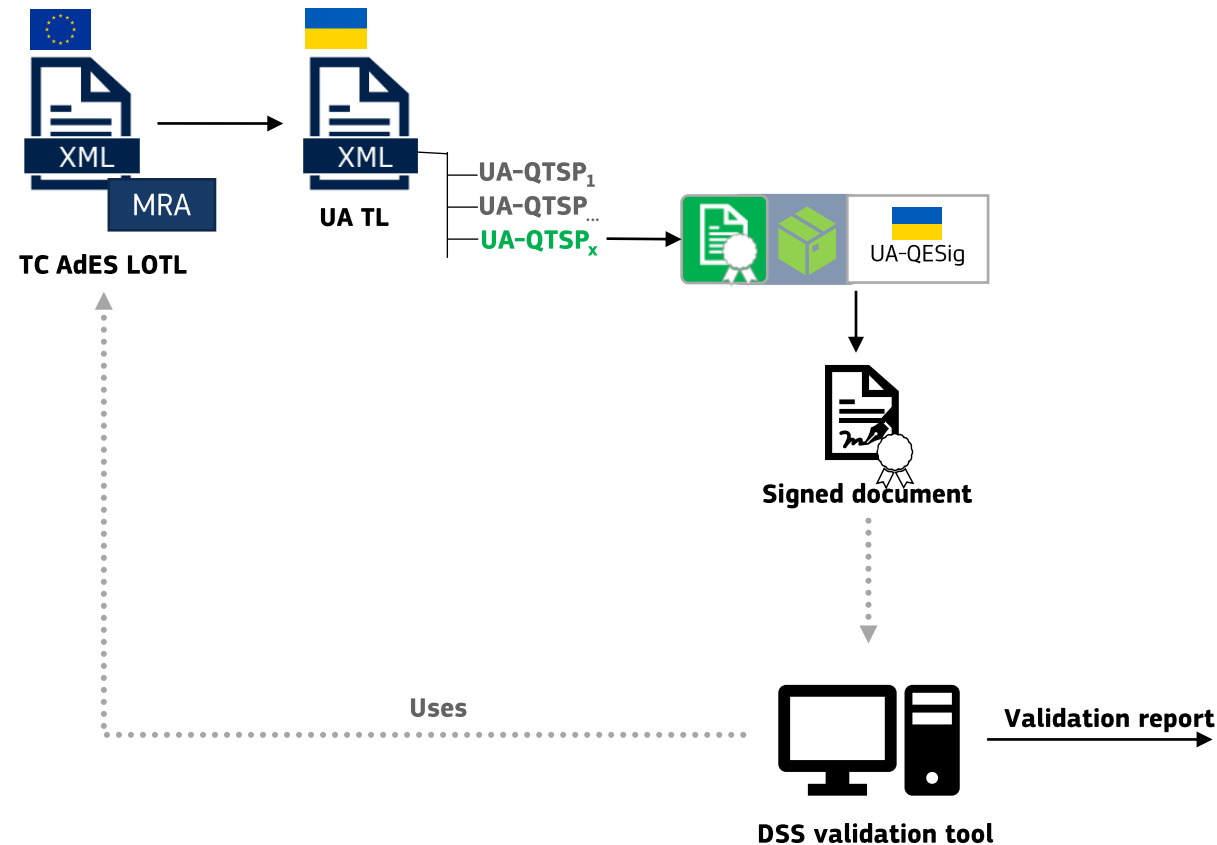 XML
MRA
TC AdES LOTL
XML
UA TL
UA-QTSP1
UA-QTSP...
UA-QTSPx
UA-QESig
Signed document
Uses
Validation report
DSS validation tool